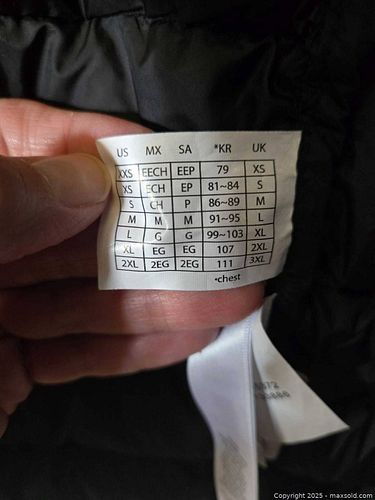 US MX SA *KR UK
XXS EECH EEP 79 XS
XS ECH EP 81~84 S
S CH P 86~89 M
M M M 91~95 L
L G G 99~103 XL
XL EG EG 107 2XL
2XL 2EG 2EG 111 3XL
*chest
Copyright 2025 - maxsold.com